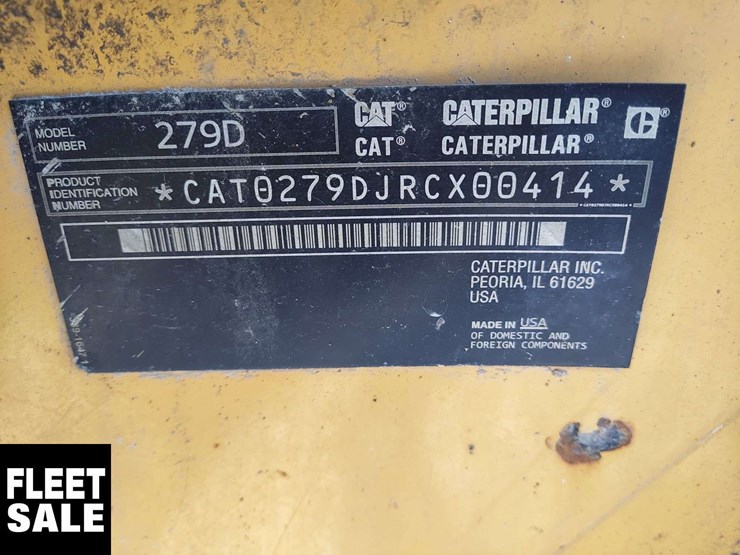 MODEL NUMBER 279D
CAT® CATERPILLAR®
CAT® CATERPILLAR®
PRODUCT IDENTIFICATION NUMBER *CAT0279DJRCX00414*
*CAT0279DJRCX00414*
CATERPILLAR INC.
PEORIA, IL 61629
USA
MADE IN USA
OF DOMESTIC AND
FOREIGN COMPONENTS
FLEET
SALE